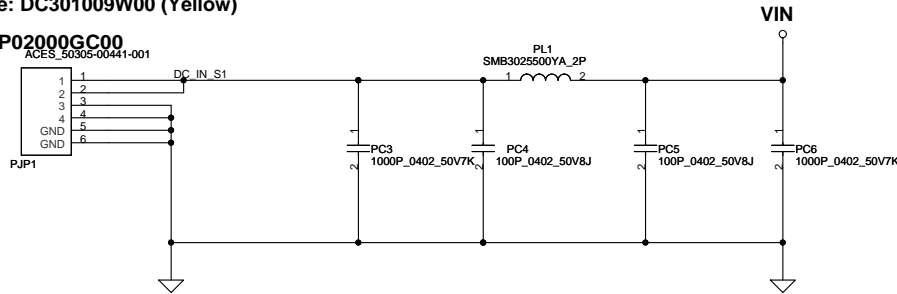 e: DC301009W00 (Yellow)
VIN
P02000GC00
ACES_50305-00441-001
PL1
SMB3025500YA_2P
1 1 DC_IN_S1 1 2
2 2
3 3
4 4
GND 5
GND 6
PJP1
1 1 1 1
PC3 PC4 PC5 PC6
1000P_0402_50V7K 100P_0402_50V8J 100P_0402_50V8J 1000P_0402_50V7K
2 2 2 2